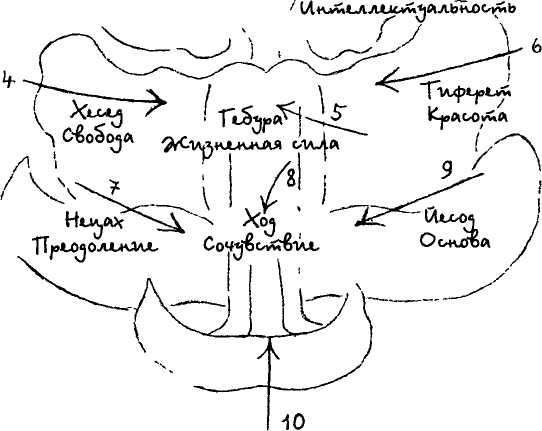 Интеллектуальность
4
6
Хесед
Свобода
Гебура
Жизненная сила
5
Тиферет
Красота
7
8
9
Нецах
Преодоление
Ход
Сочувствие
Йесод
Основа
10